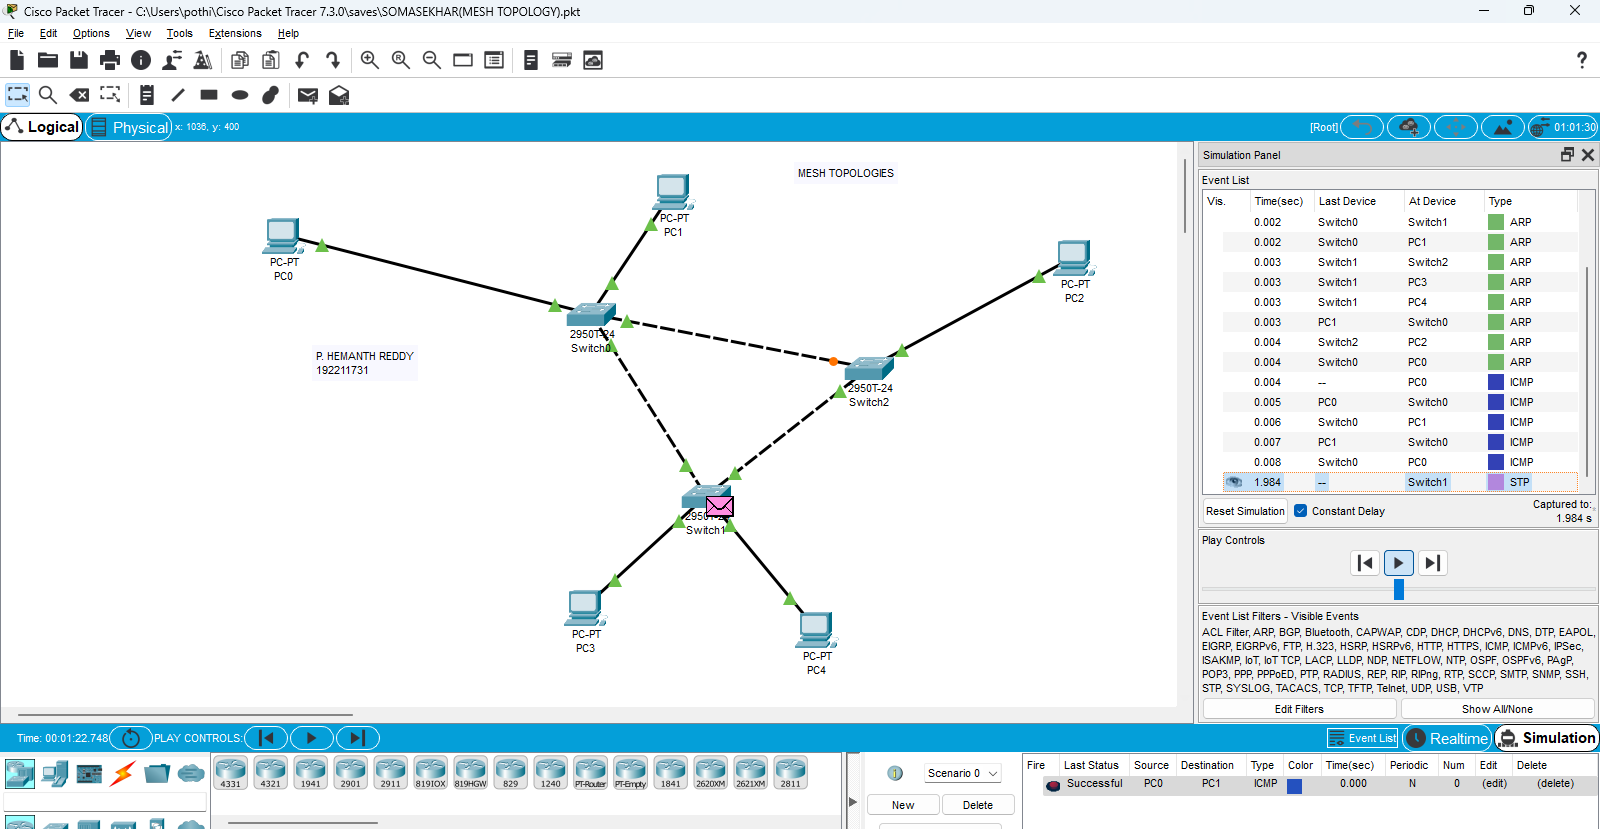 Cisco Packet Tracer - C:\Users\pothi\Cisco Packet Tracer 7.3.0\saves\SOMASEKHAR(MESH TOPOLOGY).pkt
File Edit Options View Tools Extensions Help
?
Logical Physical x: 1036, y: 400 [Root] 01:01:30
MESH TOPOLOGIES
PC-PT
PC0
PC-PT
PC1
PC-PT
PC2
2950T-24
Switch0
P. HEMANTH REDDY
192211731
2950T-24
Switch2
2950T-2
Switch1
PC-PT
PC3
PC-PT
PC4
Simulation Panel
Event List
Vis. Time(sec) Last Device At Device Type
0.002 Switch0 Switch1 ARP
0.002 Switch0 PC1 ARP
0.003 Switch1 Switch2 ARP
0.003 Switch1 PC3 ARP
0.003 Switch1 PC4 ARP
0.003 PC1 Switch0 ARP
0.004 Switch2 PC2 ARP
0.004 Switch0 PC0 ARP
0.004 -- PC0 ICMP
0.005 PC0 Switch0 ICMP
0.006 Switch0 PC1 ICMP
0.007 PC1 Switch0 ICMP
0.008 Switch0 PC0 ICMP
1.984 -- Switch1 STP
Reset Simulation Constant Delay Captured to:
1.984 s
Play Controls
Event List Filters - Visible Events
ACL Filter, ARP, BGP, Bluetooth, CAPWAP, CDP, DHCP, DHCPv6, DNS, DTP, EAPOL,
EIGRP, EIGRPv6, FTP, H.323, HSRP, HSRPv6, HTTP, HTTPS, ICMP, ICMPv6, IPSec,
ISAKMP, IoT, IoT TCP, LACP, LLDP, NDP, NETFLOW, NTP, OSPF, OSPFv6, PAgP,
POP3, PPP, PPPoED, PTP, RADIUS, REP, RIP, RIPng, RTP, SCCP, SMTP, SNMP, SSH,
STP, SYSLOG, TACACS, TCP, TFTP, Telnet, UDP, USB, VTP
Edit Filters Show All/None
Time: 00:01:22.748 PLAY CONTROLS: Event List Realtime Simulation
4331 4321 1941 2901 2911 819IOX 819HGW 829 1240 PT-Router PT-Empty 1841 2620XM 2621XM 2811
1 Scenario 0
New Delete
Fire Last Status Source Destination Type Color Time(sec) Periodic Num Edit Delete
Successful PC0 PC1 ICMP 0.000 N 0 (edit) (delete)